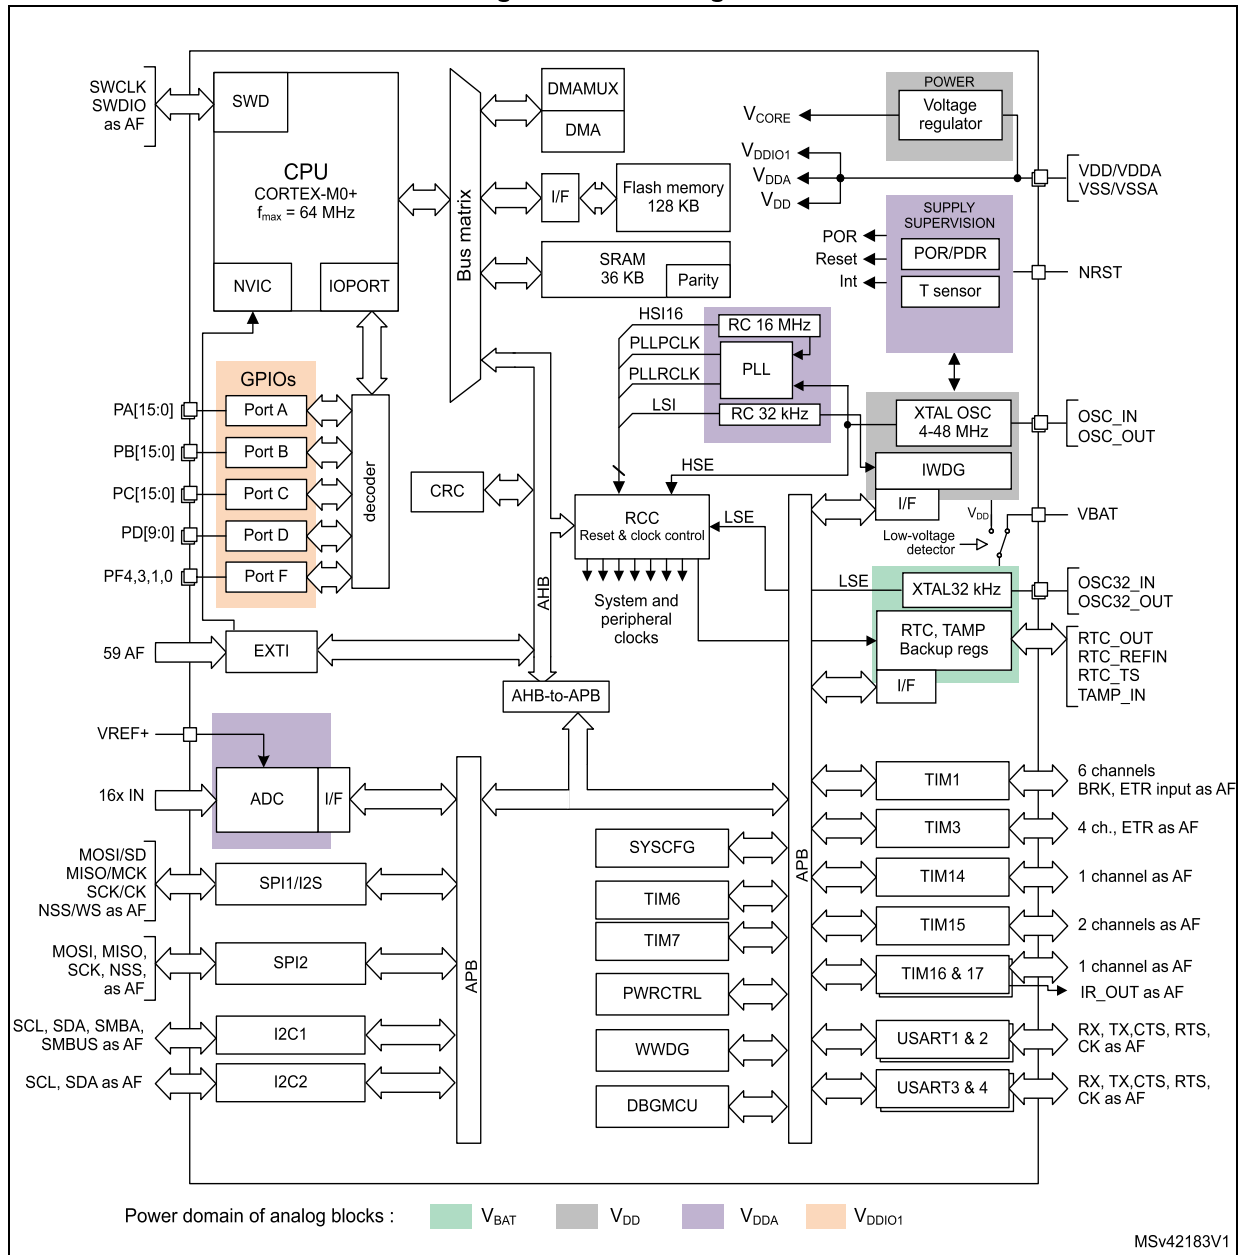 SWCLK
SWDIO
as AF
SWD
CPU
CORTEX-M0+
fmax = 64 MHz
NVIC
IOPORT
Bus matrix
DMAMUX
DMA
I/F
Flash memory
128 KB
SRAM
36 KB
Parity
POWER
Voltage
regulator
VCORE
VDDIO1
VDDA
VDD
VDD/VDDA
VSS/VSSA
SUPPLY
SUPERVISION
POR
Reset
Int
POR/PDR
T sensor
NRST
HSI16
PLLPCLK
PLLRCLK
LSI
RC 16 MHz
PLL
RC 32 kHz
HSE
XTAL OSC
4-48 MHz
IWDG
I/F
OSC_IN
OSC_OUT
GPIOs
PA[15:0]
Port A
PB[15:0]
Port B
PC[15:0]
Port C
PD[9:0]
Port D
PF4,3,1,0
Port F
decoder
CRC
RCC
Reset & clock control
LSE
System and
peripheral
clocks
VDD
Low-voltage
detector
VBAT
LSE
XTAL32 kHz
OSC32_IN
OSC32_OUT
RTC, TAMP
Backup regs
I/F
RTC_OUT
RTC_REFIN
RTC_TS
TAMP_IN
59 AF
EXTI
AHB
AHB-to-APB
VREF+
16x IN
ADC
I/F
MOSI/SD
MISO/MCK
SCK/CK
NSS/WS as AF
SPI1/I2S
MOSI, MISO,
SCK, NSS,
as AF
SPI2
SCL, SDA, SMBA,
SMBUS as AF
I2C1
SCL, SDA as AF
I2C2
APB
SYSCFG
TIM6
TIM7
PWRCTRL
WWDG
DBGMCU
APB
TIM1
6 channels
BRK, ETR input as AF
TIM3
4 ch., ETR as AF
TIM14
1 channel as AF
TIM15
2 channels as AF
TIM16 & 17
1 channel as AF
IR_OUT as AF
USART1 & 2
RX, TX,CTS, RTS,
CK as AF
USART3 & 4
RX, TX,CTS, RTS,
CK as AF
Power domain of analog blocks :
VBAT
VDD
VDDA
VDDIO1
MSv42183V1